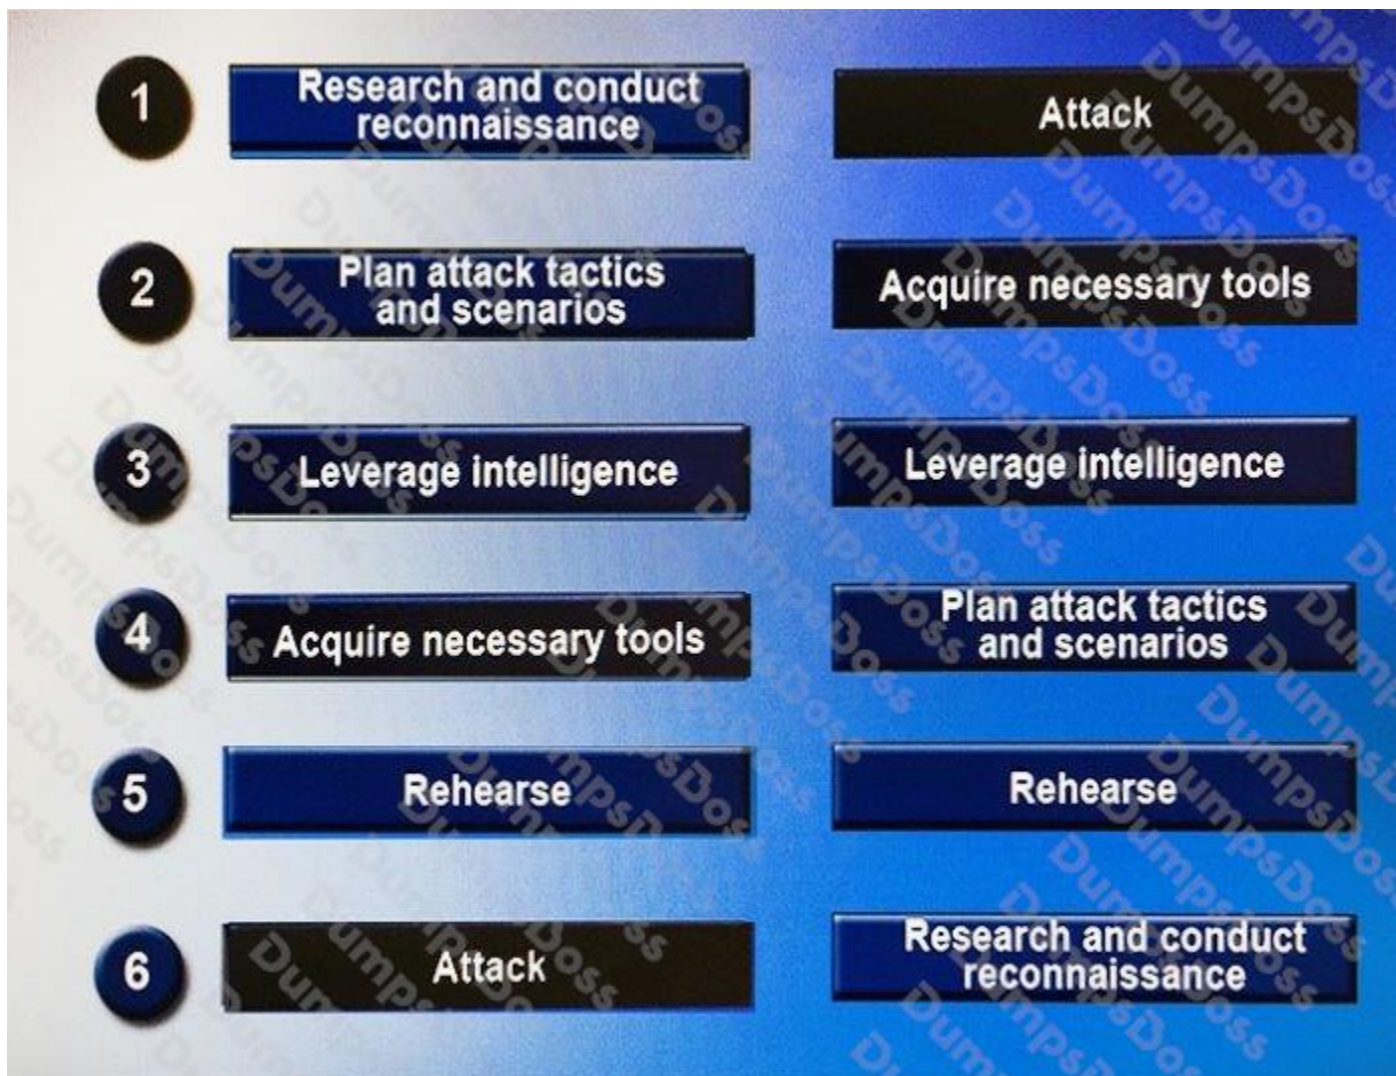 1
Research and conduct
reconnaissance
Attack
2
Plan attack tactics
and scenarios
Acquire necessary tools
3
Leverage intelligence
Leverage intelligence
4
Acquire necessary tools
Plan attack tactics
and scenarios
5
Rehearse
Rehearse
6
Attack
Research and conduct
reconnaissance
DumpsDoss